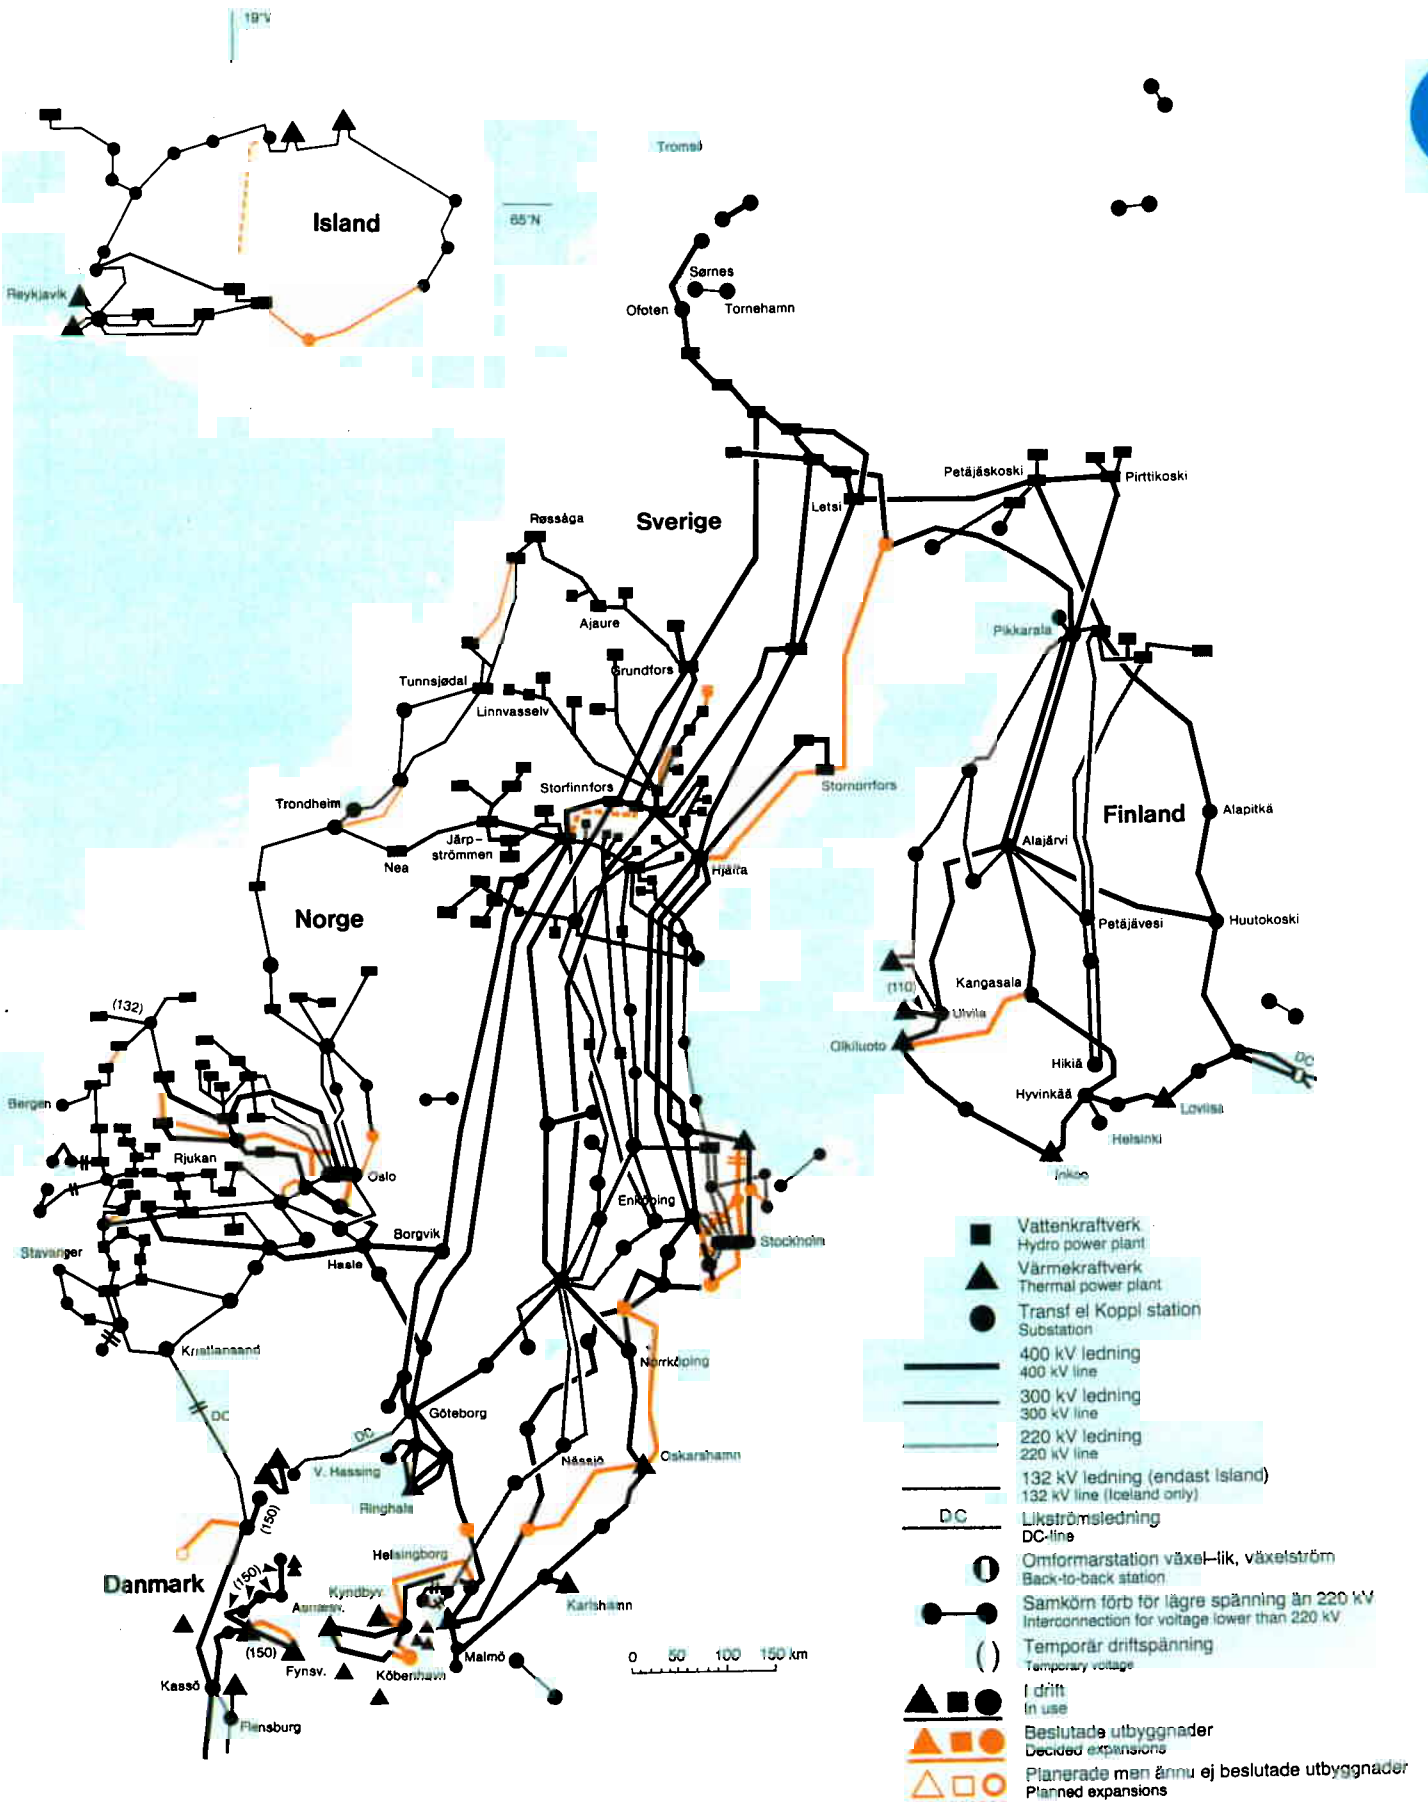 19°V
Tromsö
Island
65°N
Reykjavik
Sørnes
Ofoten
Tornehamn
Petäjäskoski
Pirttikoski
Letsi
Røssåga
Sverige
Ajaure
Pikkarala
Grundfors
Tunnsjødal
Linnvasselv
Storfinnfors
Stornorrfors
Trondheim
Finland
Alapitkä
Järp-
strömmen
Alajärvi
Nea
Hjälta
Norge
Petäjävesi
Huutokoski
(132)
Kangasala
(110)
Ulvila
Olkiluoto
DC
Hikiä
Bergen
Hyvinkää
Loviisa
Helsinki
Rjukan
Oslo
Inkoo
Enköping
Borgvik
Stavanger
Hasle
Stockholm
Kristiansand
Norrköping
DC
Göteborg
DC
V. Hassing
Nässjö
Oskarshamn
Ringhals
(150)
Helsingborg
Danmark
(150)
Kyndbyv.
Asnæsv.
Karlshamn
(150)
Fynsv.
Köbenhavn
Malmö
0 50 100 150 km
Kassö
Flensburg
Vattenkraftverk
Hydro power plant
Värmekraftverk
Thermal power plant
Transf el Koppl station
Substation
400 kV ledning
400 kV line
300 kV ledning
300 kV line
220 kV ledning
220 kV line
132 kV ledning (endast Island)
132 kV line (Iceland only)
DC Likströmsledning
DC-line
Omformarstation växel–lik, växelström
Back-to-back station
Samkörn förb för lägre spänning än 220 kV
Interconnection for voltage lower than 220 kV
( ) Temporär driftspänning
Temporary voltage
I drift
In use
Beslutade utbyggnader
Decided expansions
Planerade men ännu ej beslutade utbyggnader
Planned expansions